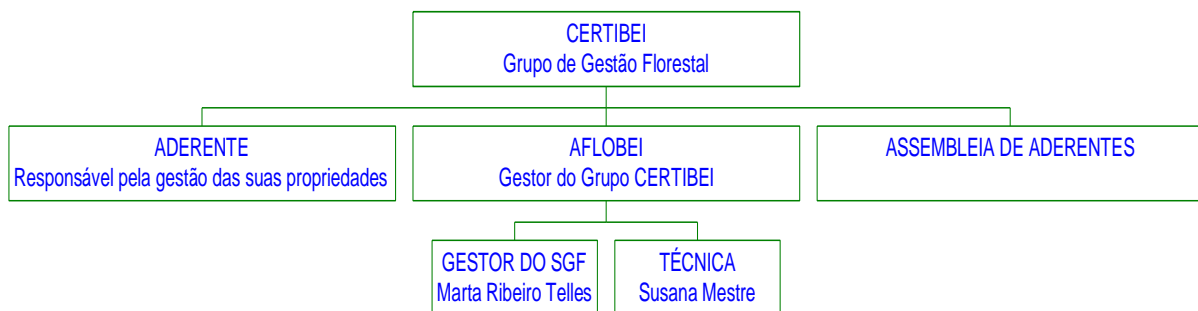 CERTIBEI
Grupo de Gestão Florestal
ADERENTE
Responsável pela gestão das suas propriedades
AFLOBEI
Gestor do Grupo CERTIBEI
ASSEMBLEIA DE ADERENTES
GESTOR DO SGF
Marta Ribeiro Telles
TÉCNICA
Susana Mestre